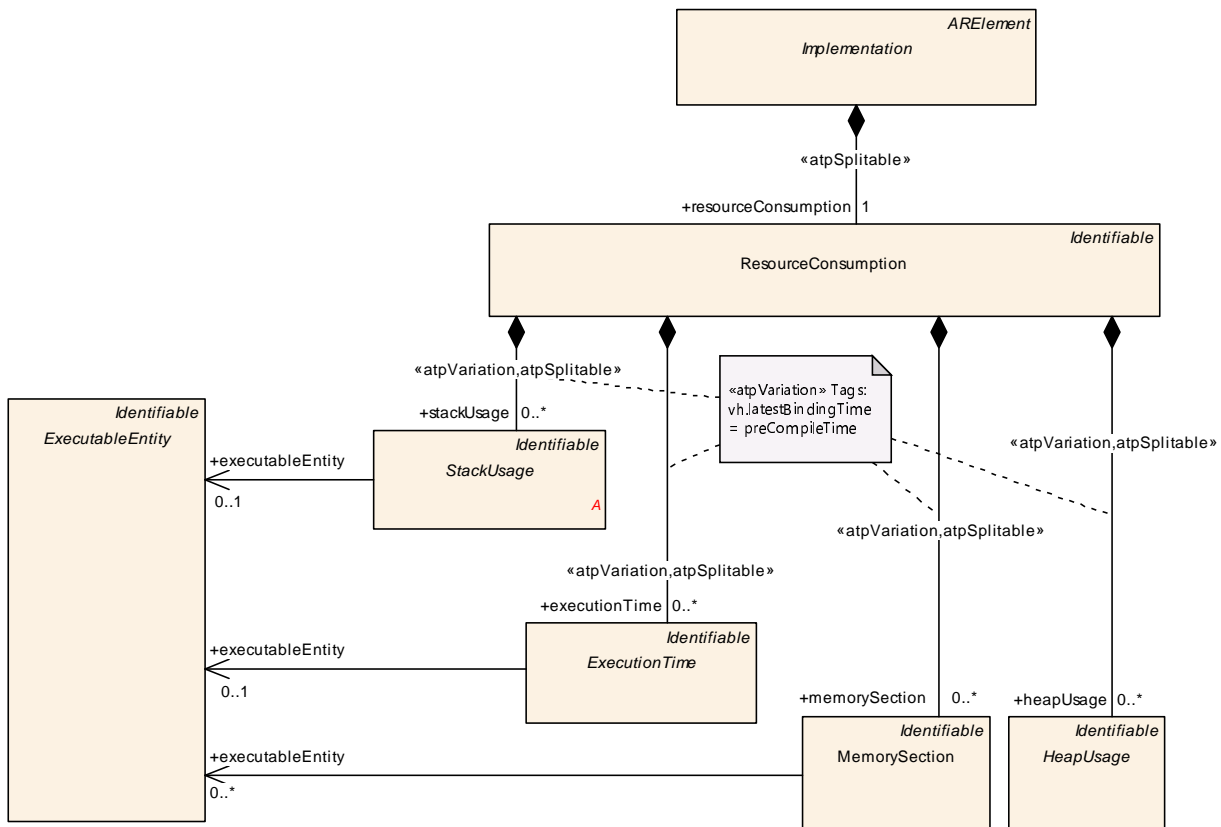 ARElement
Implementation
«atpSplitable»
+resourceConsumption 1
Identifiable
ResourceConsumption
«atpVariation,atpSplitable»
«atpVariation» Tags:
vh.latestBindingTime
= preCompileTime
+stackUsage 0..*
Identifiable
ExecutableEntity
Identifiable
StackUsage
A
+executableEntity
0..1
«atpVariation,atpSplitable»
«atpVariation,atpSplitable»
«atpVariation,atpSplitable»
+executionTime 0..*
Identifiable
ExecutionTime
+executableEntity
0..1
+memorySection 0..*
+heapUsage 0..*
Identifiable
MemorySection
Identifiable
HeapUsage
+executableEntity
0..*